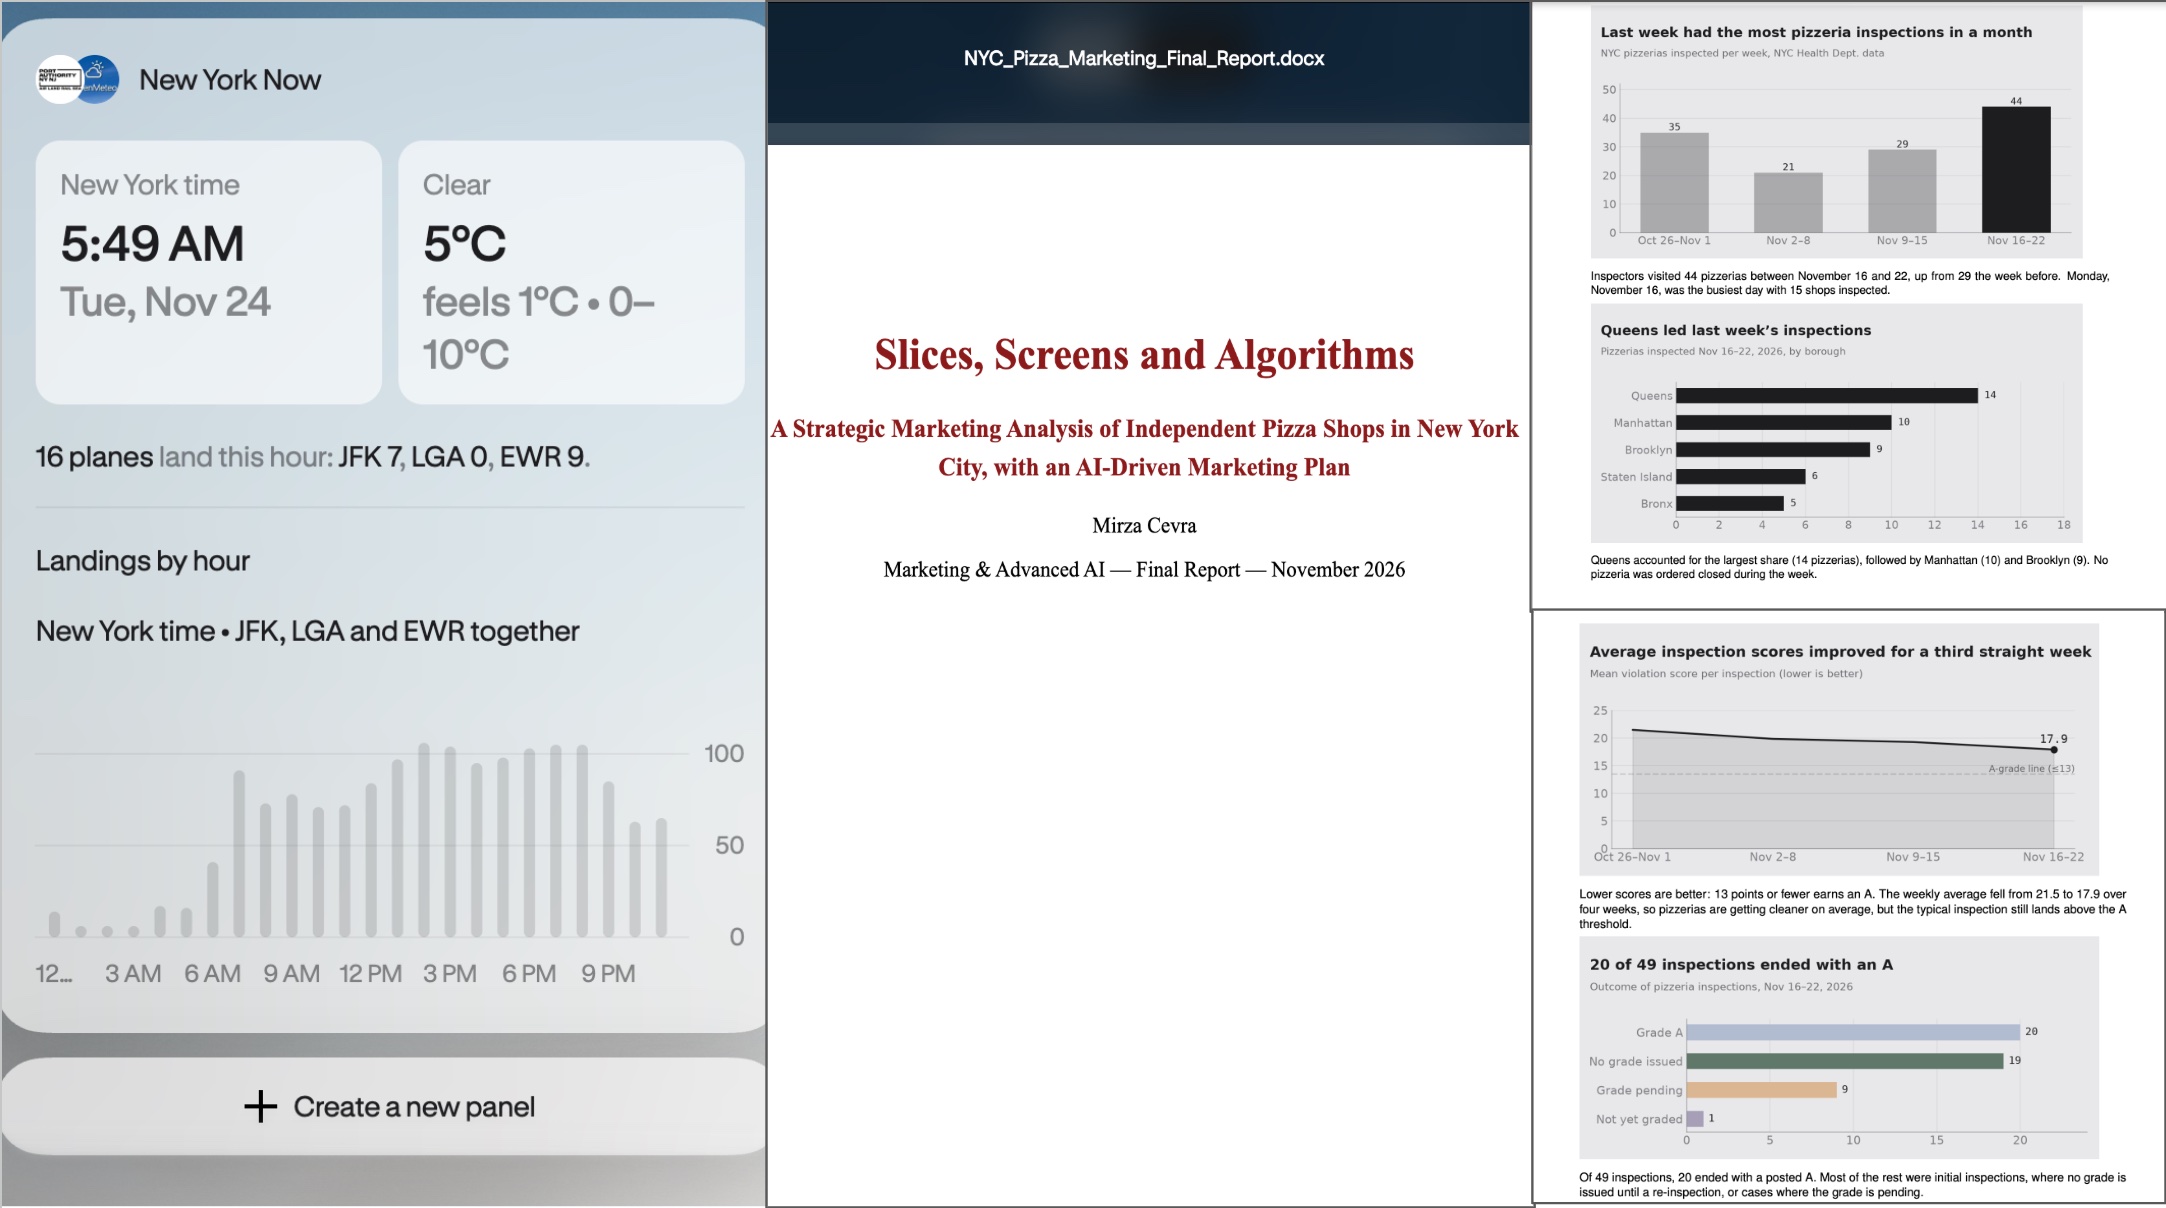 PORT
AUTHORITY
NY NJ
AIR LAND RAIL SEA
enMeteo
New York Now
New York time
5:49 AM
Tue, Nov 24
Clear
5°C
feels 1°C • 0–
10°C
16 planes land this hour: JFK 7, LGA 0, EWR 9.
Landings by hour
New York time • JFK, LGA and EWR together
100
50
0
12... 3 AM 6 AM 9 AM 12 PM 3 PM 6 PM 9 PM
+ Create a new panel
NYC_Pizza_Marketing_Final_Report.docx
Slices, Screens and Algorithms
A Strategic Marketing Analysis of Independent Pizza Shops in New York
City, with an AI-Driven Marketing Plan
Mirza Cevra
Marketing & Advanced AI — Final Report — November 2026
Last week had the most pizzeria inspections in a month
NYC pizzerias inspected per week, NYC Health Dept. data
50
40
30
20
10
0
35
21
29
44
Oct 26–Nov 1 Nov 2–8 Nov 9–15 Nov 16–22
Inspectors visited 44 pizzerias between November 16 and 22, up from 29 the week before. Monday,
November 16, was the busiest day with 15 shops inspected.
Queens led last week’s inspections
Pizzerias inspected Nov 16–22, 2026, by borough
Queens 14
Manhattan 10
Brooklyn 9
Staten Island 6
Bronx 5
0 2 4 6 8 10 12 14 16 18
Queens accounted for the largest share (14 pizzerias), followed by Manhattan (10) and Brooklyn (9). No
pizzeria was ordered closed during the week.
Average inspection scores improved for a third straight week
Mean violation score per inspection (lower is better)
25
20
15
10
5
0
17.9
A-grade line (≤13)
Oct 26–Nov 1 Nov 2–8 Nov 9–15 Nov 16–22
Lower scores are better: 13 points or fewer earns an A. The weekly average fell from 21.5 to 17.9 over
four weeks, so pizzerias are getting cleaner on average, but the typical inspection still lands above the A
threshold.
20 of 49 inspections ended with an A
Outcome of pizzeria inspections, Nov 16–22, 2026
Grade A 20
No grade issued 19
Grade pending 9
Not yet graded 1
0 5 10 15 20
Of 49 inspections, 20 ended with a posted A. Most of the rest were initial inspections, where no grade is
issued until a re-inspection, or cases where the grade is pending.